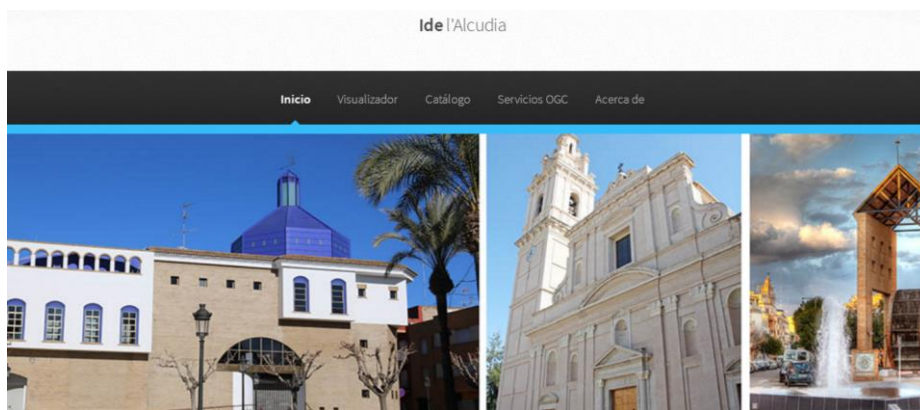 Ide l'Alcudia
Inicio Visualizador Catálogo Servicios OGC Acerca de